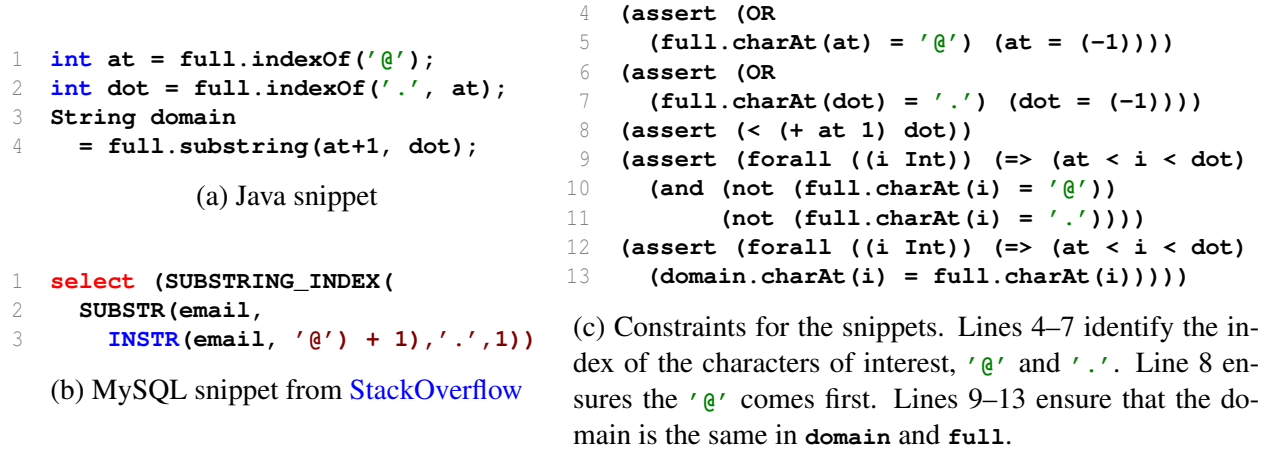 1 int at = full.indexOf('@');
2 int dot = full.indexOf('.', at);
3 String domain
4 = full.substring(at+1, dot);
(a) Java snippet
1 select (SUBSTRING_INDEX(
2 SUBSTR(email,
3 INSTR(email, '@') + 1),'.',1))
(b) MySQL snippet from StackOverflow
4 (assert (OR
5 (full.charAt(at) = '@') (at = (-1))))
6 (assert (OR
7 (full.charAt(dot) = '.') (dot = (-1))))
8 (assert (< (+ at 1) dot))
9 (assert (forall ((i Int)) (=> (at < i < dot)
10 (and (not (full.charAt(i) = '@'))
11 (not (full.charAt(i) = '.'))))
12 (assert (forall ((i Int)) (=> (at < i < dot)
13 (domain.charAt(i) = full.charAt(i)))))
(c) Constraints for the snippets. Lines 4–7 identify the in-
dex of the characters of interest, '@' and '.'. Line 8 en-
sures the '@' comes first. Lines 9–13 ensure that the do-
main is the same in domain and full.